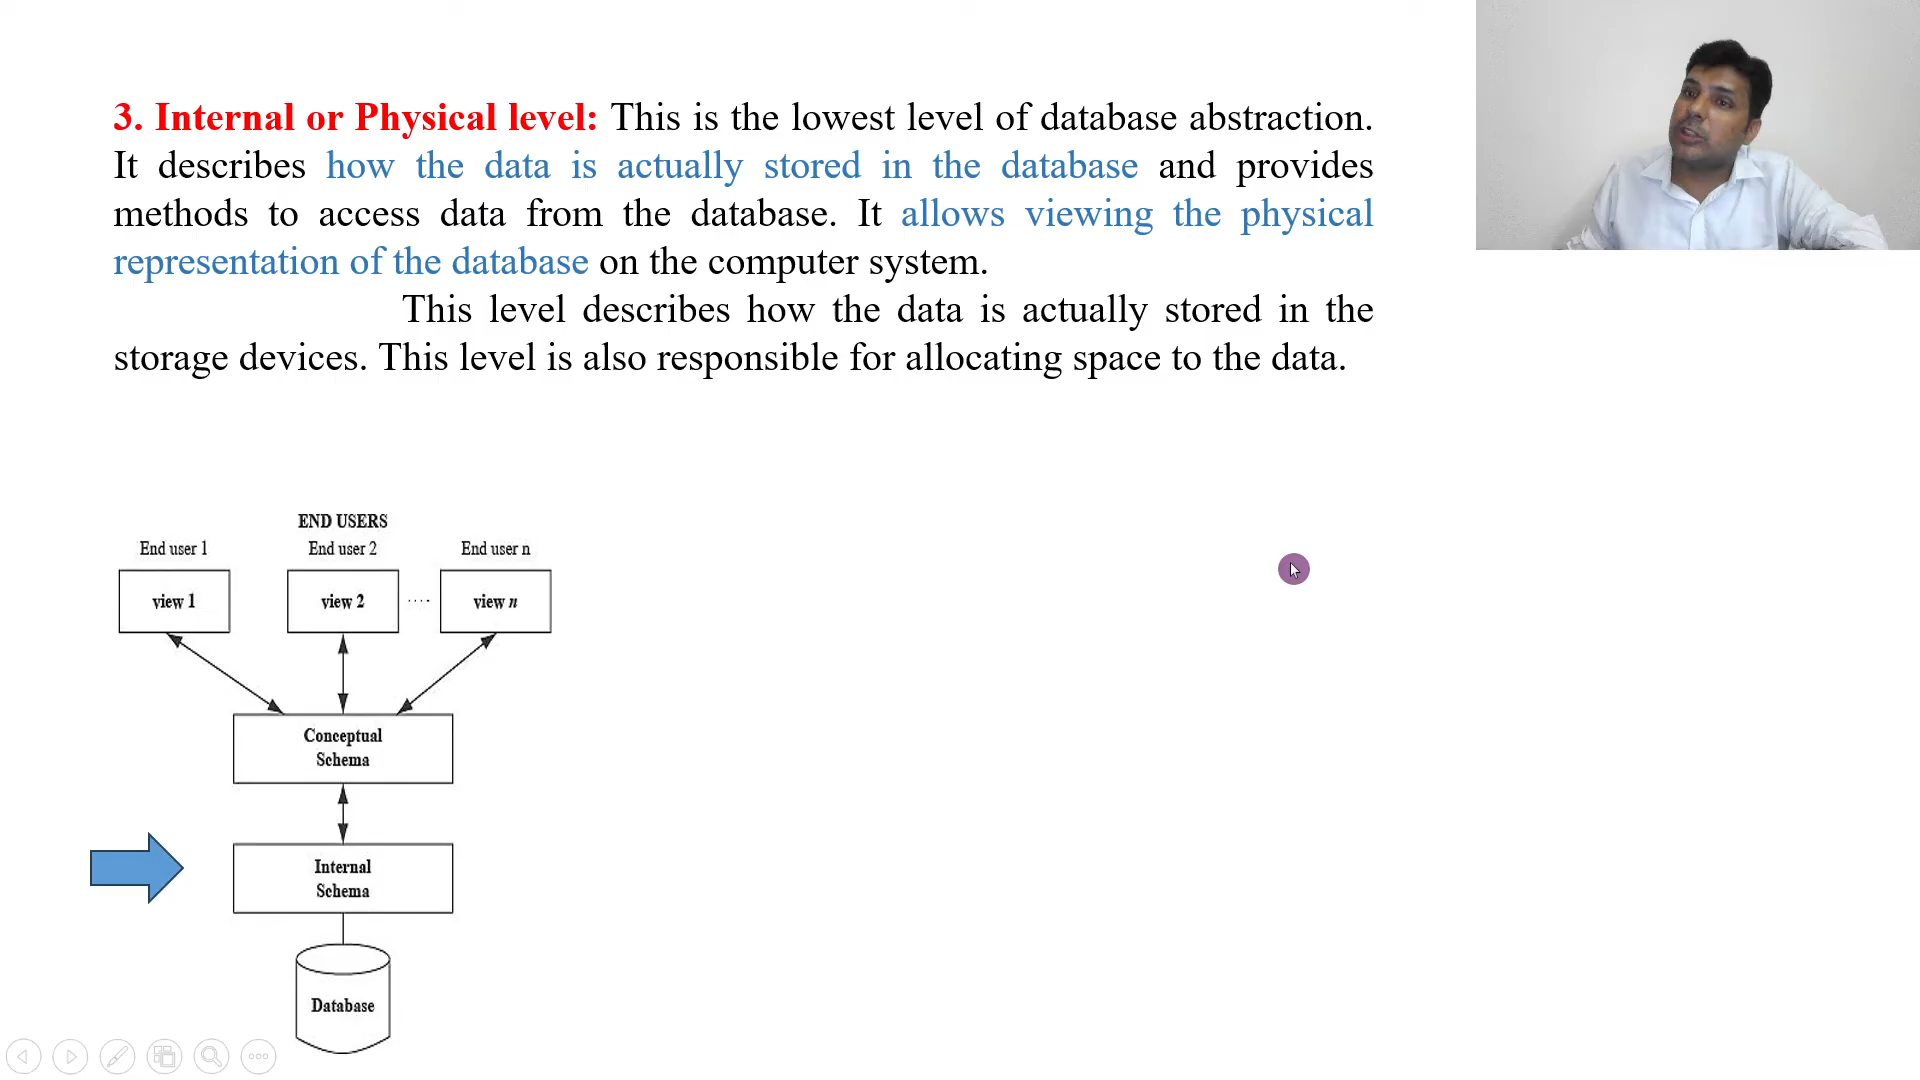 3. Internal or Physical level: This is the lowest level of database abstraction.
It describes how the data is actually stored in the database and provides
methods to access data from the database. It allows viewing the physical
representation of the database on the computer system.
This level describes how the data is actually stored in the
storage devices. This level is also responsible for allocating space to the data.
END USERS
End user 1 End user 2 End user n
view 1 view 2 .... view n
Conceptual
Schema
Internal
Schema
Database